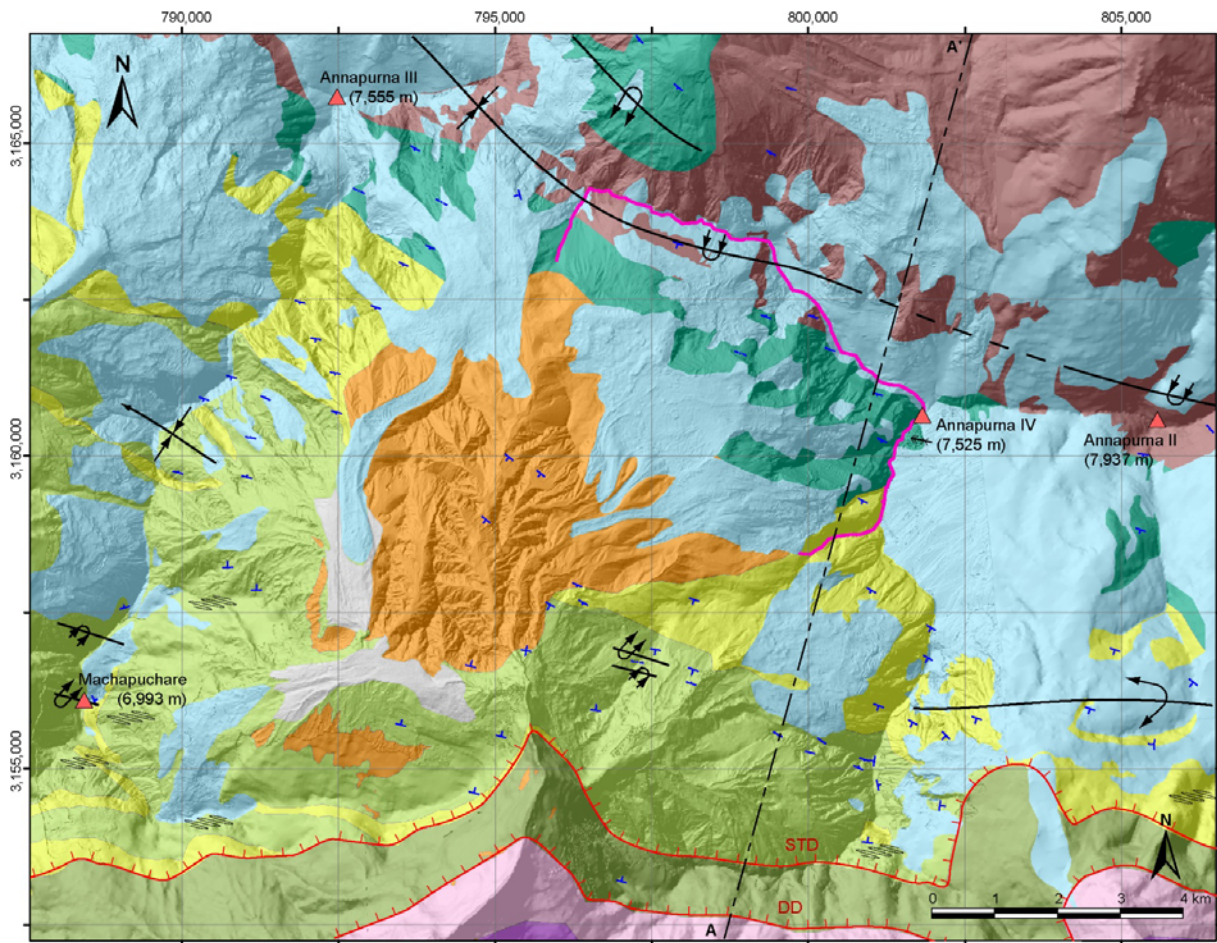 790,000
795,000
800,000
805,000
A'
N
Annapurna III
(7,555 m)
3,165,000
Annapurna IV
(7,525 m)
Annapurna II
(7,937 m)
3,160,000
Machapuchare
(6,993 m)
3,155,000
STD
DD
A
N
0 1 2 3 4 km